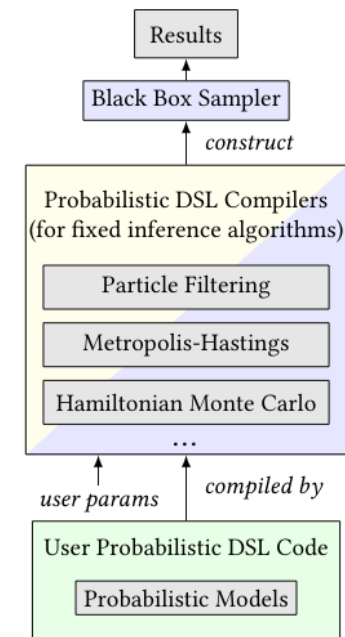 Results
Black Box Sampler
construct
Probabilistic DSL Compilers
(for fixed inference algorithms)
Particle Filtering
Metropolis-Hastings
Hamiltonian Monte Carlo
...
user params
compiled by
User Probabilistic DSL Code
Probabilistic Models